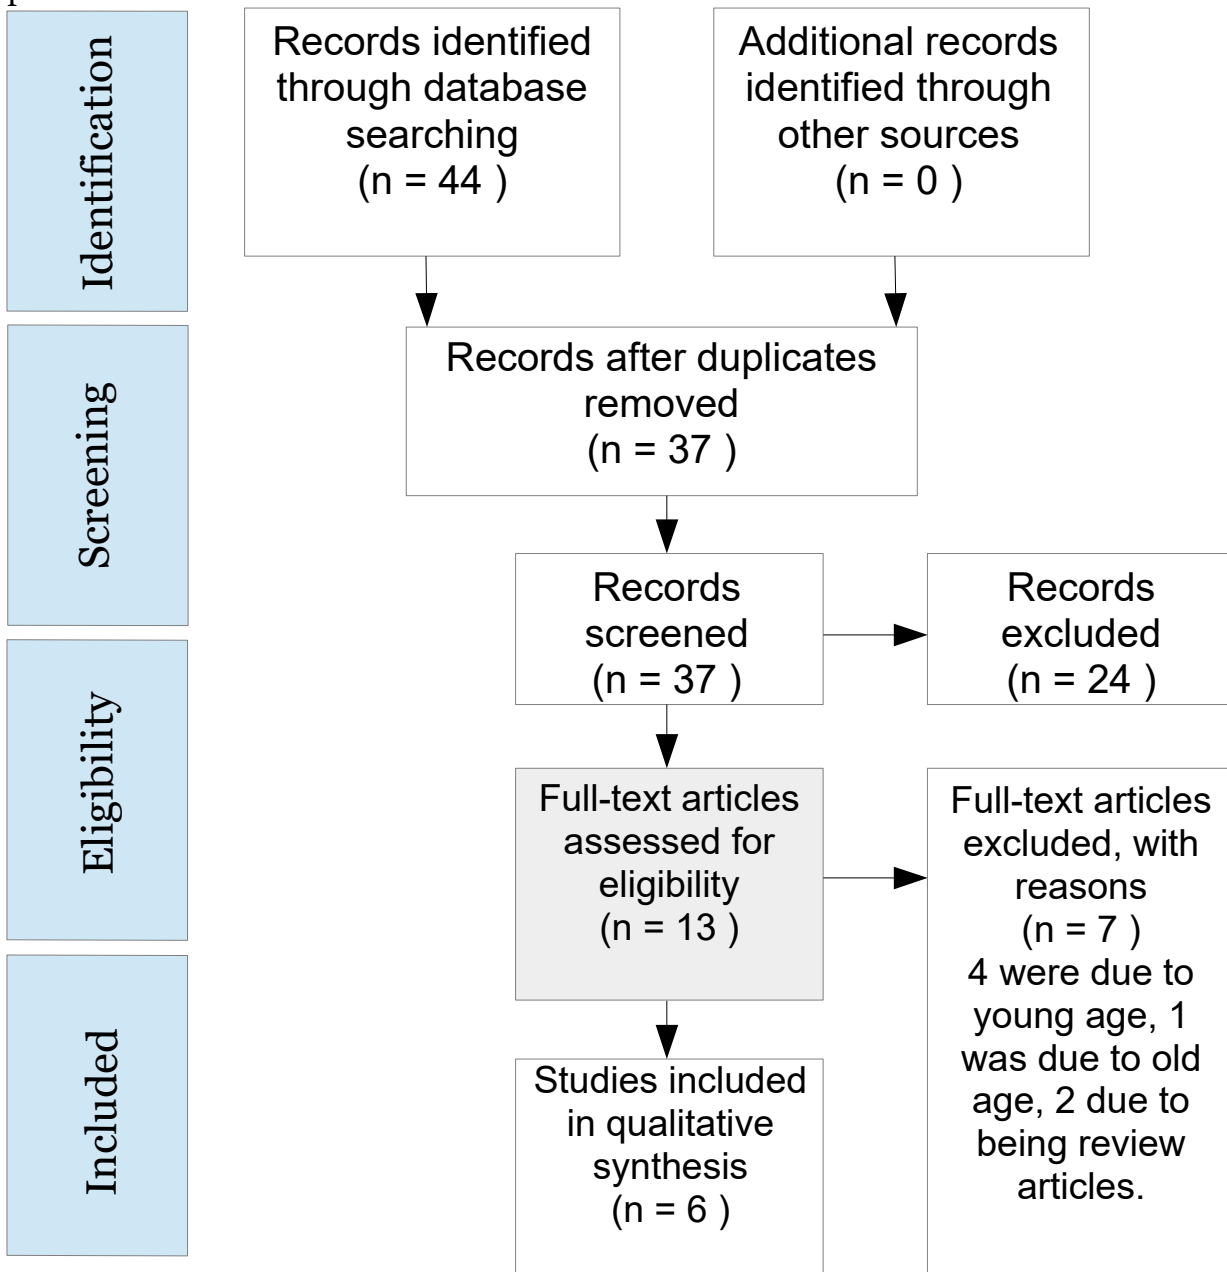 Identification
Records identified
through database
searching
(n = 44 )
Additional records
identified through
other sources
(n = 0 )
Screening
Records after duplicates
removed
(n = 37 )
Records
screened
(n = 37 )
Records
excluded
(n = 24 )
Eligibility
Full-text articles
assessed for
eligibility
(n = 13 )
Full-text articles
excluded, with
reasons
(n = 7 )
4 were due to
young age, 1
was due to old
age, 2 due to
being review
articles.
Included
Studies included
in qualitative
synthesis
(n = 6 )